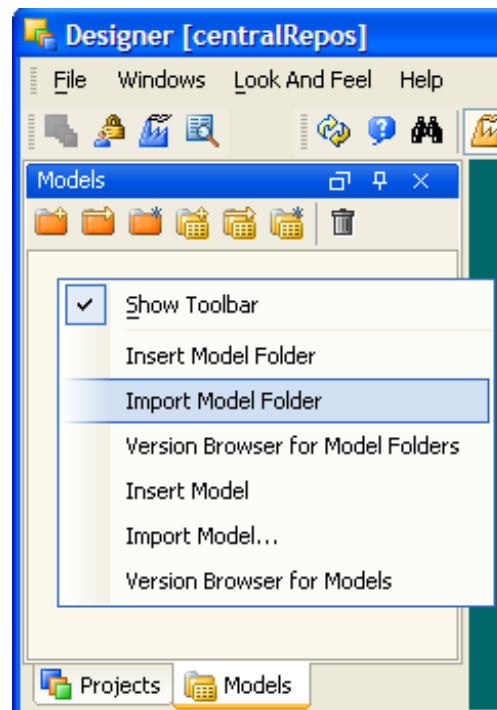 Designer [centralRepos]
File Windows Look And Feel Help
Models
Show Toolbar
Insert Model Folder
Import Model Folder
Version Browser for Model Folders
Insert Model
Import Model...
Version Browser for Models
Projects Models